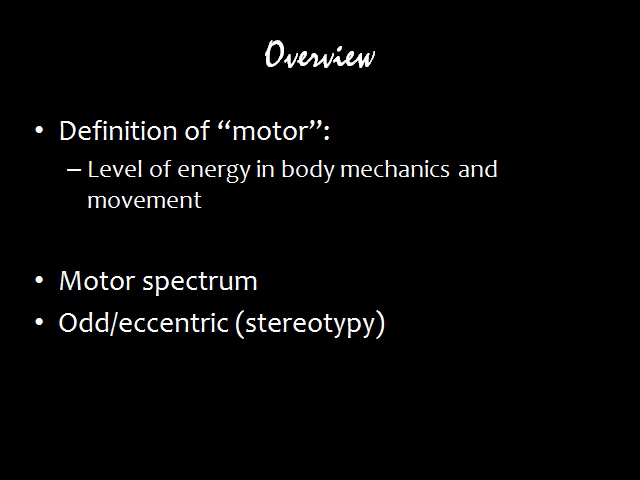 Overview
• Definition of “motor”:
– Level of energy in body mechanics and
movement
• Motor spectrum
• Odd/eccentric (stereotypy)